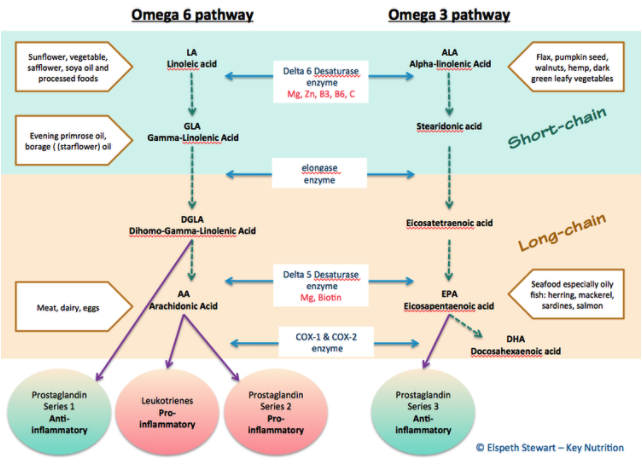 Omega 6 pathway
Omega 3 pathway
Sunflower, vegetable,
safflower, soya oil and
processed foods
LA
Linoleic acid
Delta 6 Desaturase
enzyme
Mg, Zn, B3, B6, C
ALA
Alpha-linolenic Acid
Flax, pumpkin seed,
walnuts, hemp, dark
green leafy vegetables
Evening primrose oil,
borage ( (starflower) oil
GLA
Gamma-Linolenic Acid
Stearidonic acid
Short-chain
elongase
enzyme
DGLA
Dihomo-Gamma-Linolenic Acid
Eicosatetraenoic acid
Long-chain
Meat, dairy, eggs
AA
Arachidonic Acid
Delta 5 Desaturase
enzyme
Mg, Biotin
EPA
Eicosapentaenoic acid
Seafood especially oily
fish: herring, mackerel,
sardines, salmon
COX-1 & COX-2
enzyme
DHA
Docosahexaenoic acid
Prostaglandin
Series 1
Anti-
inflammatory
Leukotrienes
Pro-
inflammatory
Prostaglandin
Series 2
Pro-
inflammatory
Prostaglandin
Series 3
Anti-
inflammatory
© Elspeth Stewart – Key Nutrition